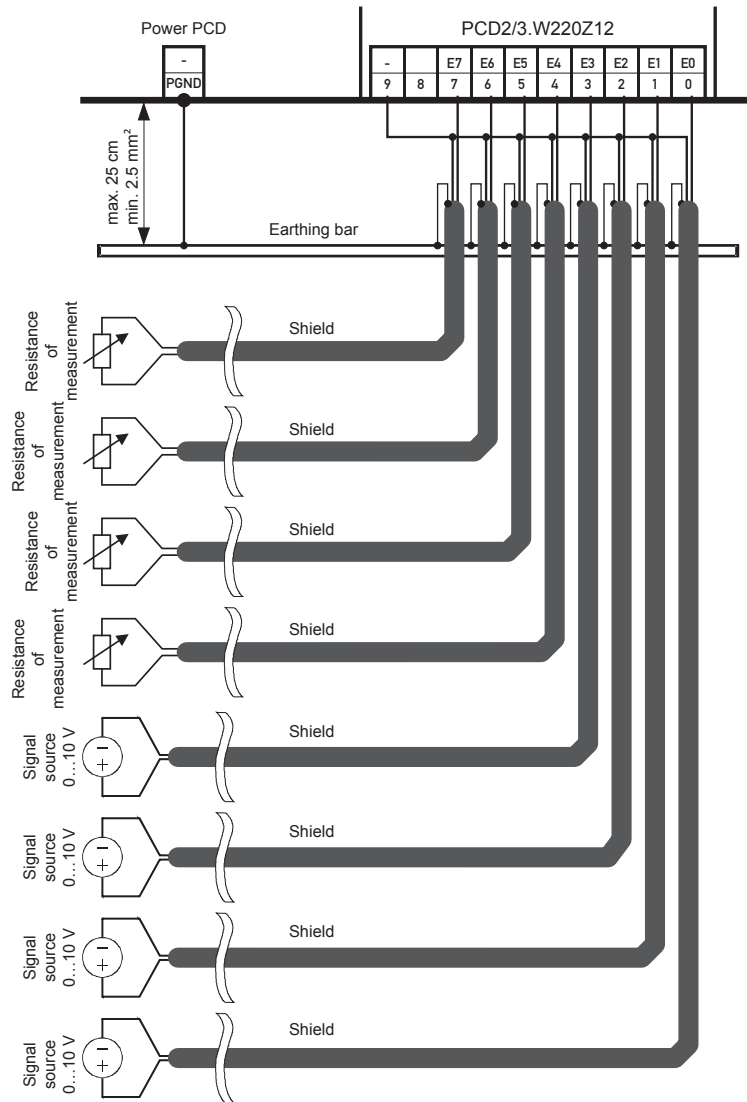 Power PCD
PCD2/3.W220Z12
-
PGND
- E7 E6 E5 E4 E3 E2 E1 E0
9 8 7 6 5 4 3 2 1 0
max. 25 cm
min. 2.5 mm²
Earthing bar
Resistance
of
measurement
Shield
Resistance
of
measurement
Shield
Resistance
of
measurement
Shield
Resistance
of
measurement
Shield
Signal
source
0...10 V
Shield
Signal
source
0...10 V
Shield
Signal
source
0...10 V
Shield
Signal
source
0...10 V
Shield